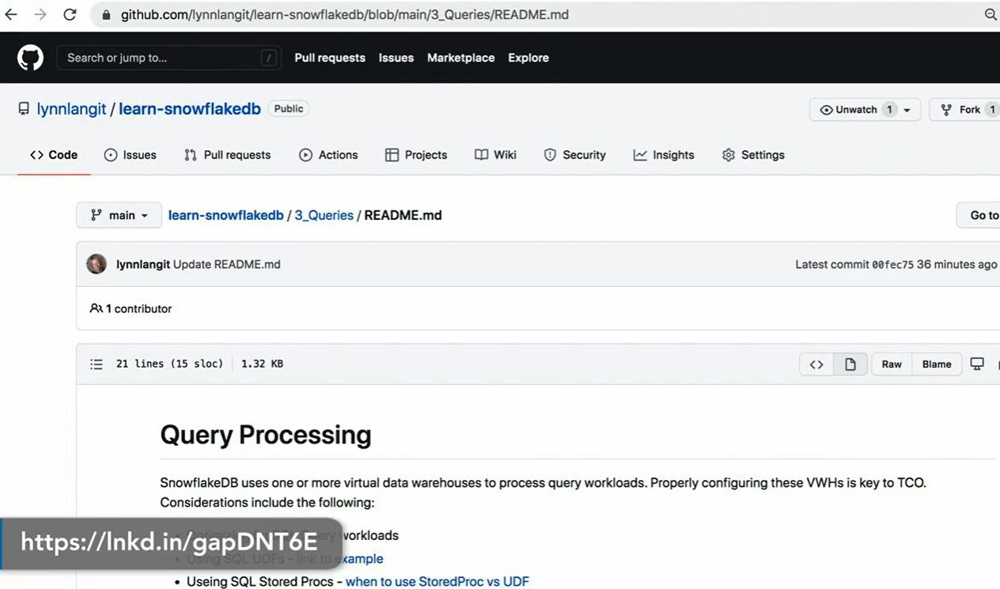 github.com/lynnlangit/learn-snowflakedb/blob/main/3_Queries/README.md
Search or jump to... / Pull requests Issues Marketplace Explore
lynnlangit / learn-snowflakedb Public Unwatch 1 Fork 1
Code Issues Pull requests Actions Projects Wiki Security Insights Settings
main learn-snowflakedb / 3_Queries / README.md Go to
lynnlangit Update README.md Latest commit 00fec75 36 minutes ago
1 contributor
21 lines (15 sloc) 1.32 KB Raw Blame
Query Processing
SnowflakeDB uses one or more virtual data warehouses to process query workloads. Properly configuring these VWHs is key to TCO.
Considerations include the following:
workloads
https://lnkd.in/gapDNT6E
• Using SQL UDFs - link to example
• Useing SQL Stored Procs - when to use StoredProc vs UDF